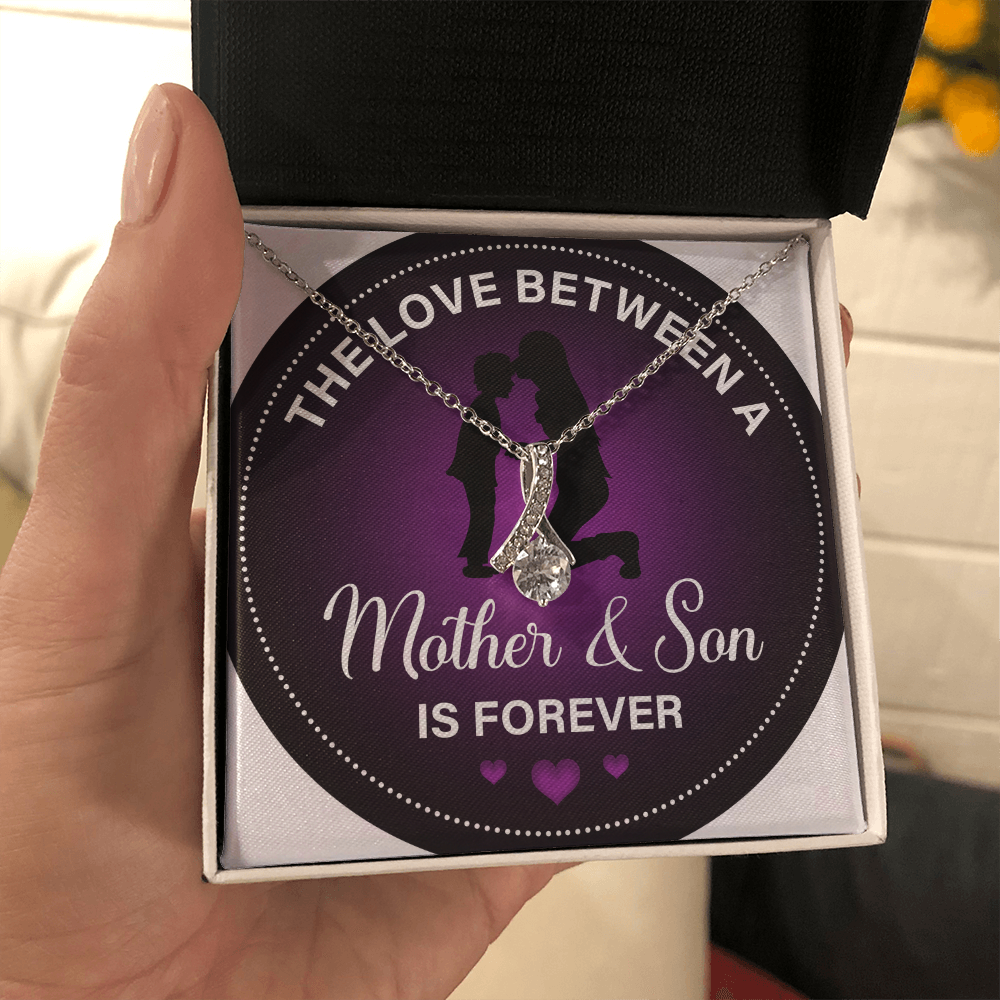 THE LOVE BETWEEN A
Mother & Son
IS FOREVER